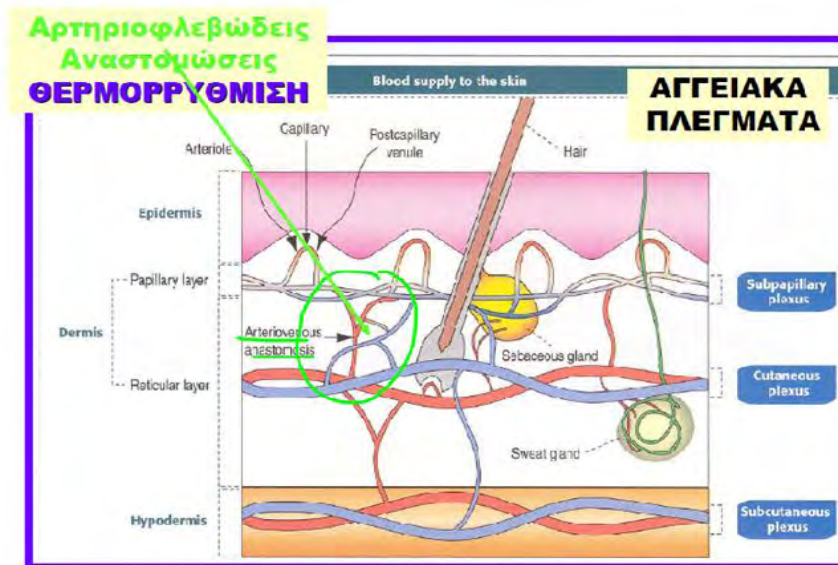 Αρτηριοφλεβώδεις
Αναστομώσεις
ΘΕΡΜΟΡΡΥΘΜΙΣΗ
Blood supply to the skin
ΑΓΓΕΙΑΚΑ
ΠΛΕΓΜΑΤΑ
Arteriole
Capillary
Postcapillary
venule
Hair
Epidermis
Papillary layer
Dermis
Arteriovenous
anastomosis
Reticular layer
Hypodermis
Sebaceous gland
Sweat gland
Subpapillary
plexus
Cutaneous
plexus
Subcutaneous
plexus